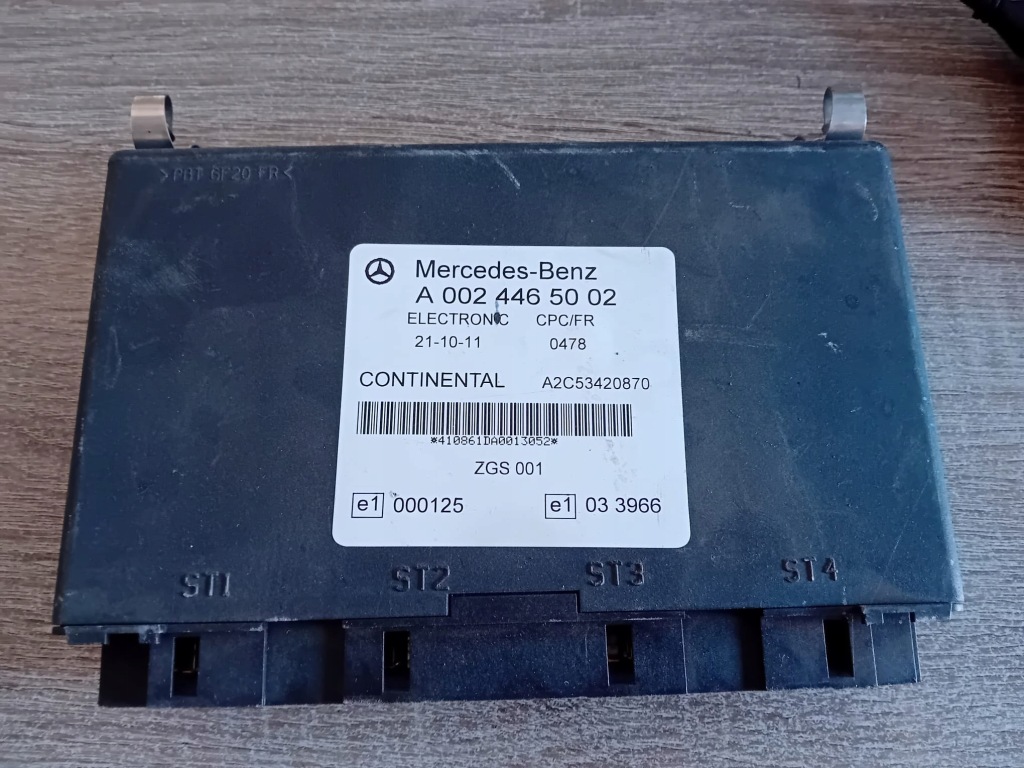 >PBT GF20 FR<
Mercedes-Benz
A 002 446 50 02
ELECTRONIC CPC/FR
21-10-11 0478
CONTINENTAL A2C53420870
*410861DA0013052*
ZGS 001
e1 000125 e1 03 3966
ST1 ST2 ST3 ST4